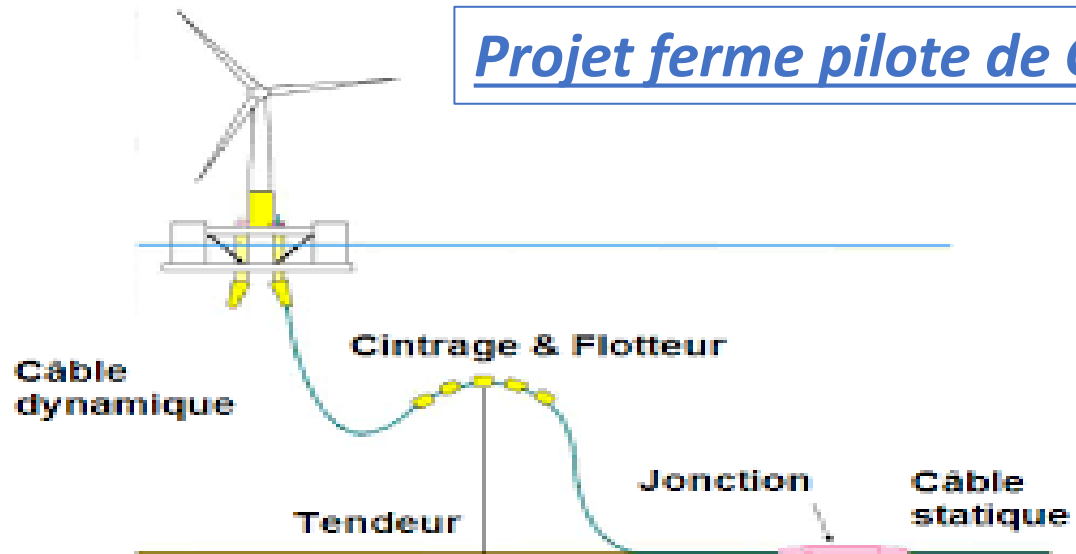 Projet ferme pilote de
Cintrage & Flotteur
Câble
dynamique
Jonction
Câble
statique
Tendeur